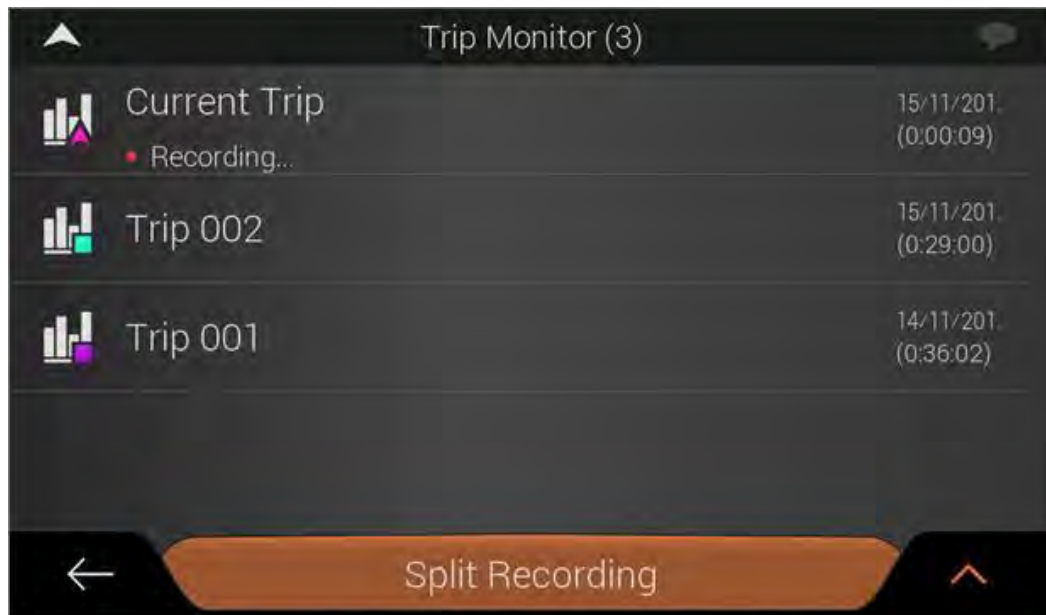 Trip Monitor (3)
Current Trip
15/11/201.
(0:00:09)
• Recording...
Trip 002
15/11/201.
(0:29:00)
Trip 001
14/11/201.
(0:36:02)
Split Recording